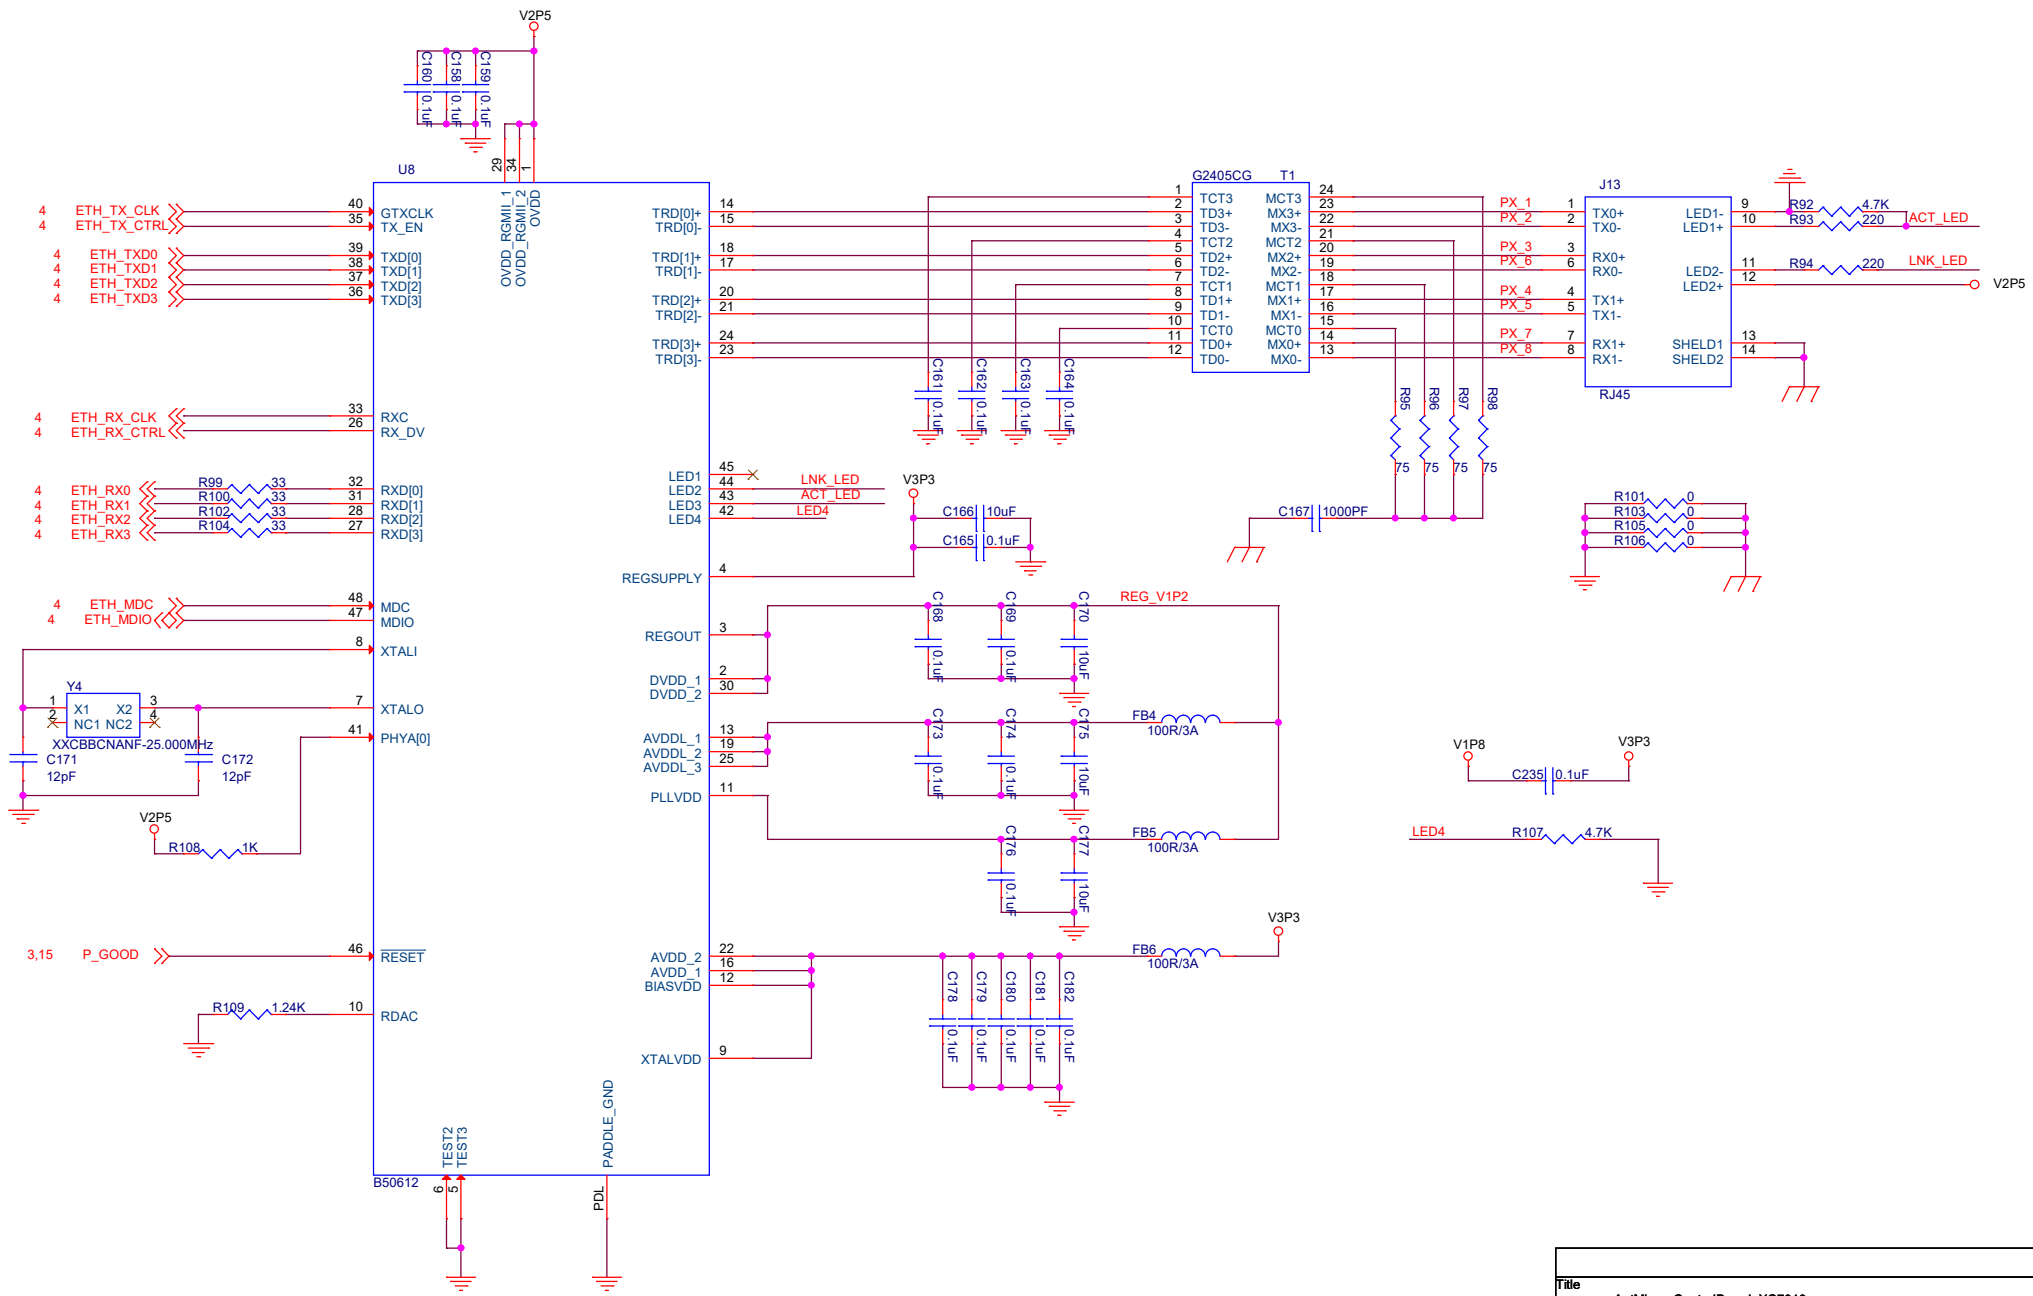 V2P5
C160 0.1uF
C158 0.1uF
C159 0.1uF
29
34
1
U8
OVDD_RGMII_1
OVDD_RGMII_2
OVDD
4 ETH_TX_CLK 40 GTXCLK
4 ETH_TX_CTRL 35 TX_EN
4 ETH_TXD0 39 TXD[0]
4 ETH_TXD1 38 TXD[1]
4 ETH_TXD2 37 TXD[2]
4 ETH_TXD3 36 TXD[3]
4 ETH_RX_CLK 33 RXC
4 ETH_RX_CTRL 26 RX_DV
4 ETH_RX0 R99 33 32 RXD[0]
4 ETH_RX1 R100 33 31 RXD[1]
4 ETH_RX2 R102 33 28 RXD[2]
4 ETH_RX3 R104 33 27 RXD[3]
4 ETH_MDC 48 MDC
4 ETH_MDIO 47 MDIO
8 XTALI
Y4
1 X1 X2 3
2 NC1 NC2 4
XXCBBCNANF-25.000MHz
7 XTALO
41 PHYA[0]
C171
12pF
C172
12pF
V2P5
R108 1K
3,15 P_GOOD 46 RESET
R109 1.24K 10 RDAC
TEST2
TEST3
PADDLE_GND
B50612
6
5
PDL
TRD[0]+ 14
TRD[0]- 15
TRD[1]+ 18
TRD[1]- 17
TRD[2]+ 20
TRD[2]- 21
TRD[3]+ 24
TRD[3]- 23
LED1 45
LED2 44 LNK_LED
LED3 43 ACT_LED
LED4 42 LED4
REGSUPPLY 4
REGOUT 3
DVDD_1 2
DVDD_2 30
AVDDL_1 13
AVDDL_2 19
AVDDL_3 25
PLLVDD 11
AVDD_2 22
AVDD_1 16
BIASVDD 12
XTALVDD 9
V3P3
C166 10uF
C165 0.1uF
REG_V1P2
C168 0.1uF
C169 0.1uF
C170 10uF
C173 0.1uF
C174 0.1uF
C175 10uF
FB4
100R/3A
C176 0.1uF
C177 10uF
FB5
100R/3A
V3P3
FB6
100R/3A
C178 0.1uF
C179 0.1uF
C180 0.1uF
C181 0.1uF
C182 0.1uF
C161 0.1uF
C162 0.1uF
C163 0.1uF
C164 0.1uF
G2405CG T1
1 TCT3 MCT3 24
2 TD3+ MX3+ 23
3 TD3- MX3- 22
4 TCT2 MCT2 21
5 TD2+ MX2+ 20
6 TD2- MX2- 19
7 TCT1 MCT1 18
8 TD1+ MX1+ 17
9 TD1- MX1- 16
10 TCT0 MCT0 15
11 TD0+ MX0+ 14
12 TD0- MX0- 13
R95 75
R96 75
R97 75
R98 75
C167 1000PF
J13
PX_1 1 TX0+
PX_2 2 TX0-
PX_3 3 RX0+
PX_6 6 RX0-
PX_4 4 TX1+
PX_5 5 TX1-
PX_7 7 RX1+
PX_8 8 RX1-
LED1- 9
LED1+ 10
LED2- 11
LED2+ 12
SHELD1 13
SHELD2 14
RJ45
R92 4.7K
R93 220 ACT_LED
R94 220 LNK_LED
V2P5
R101 0
R103 0
R105 0
R106 0
V1P8 V3P3
C235 0.1uF
LED4 R107 4.7K
Title